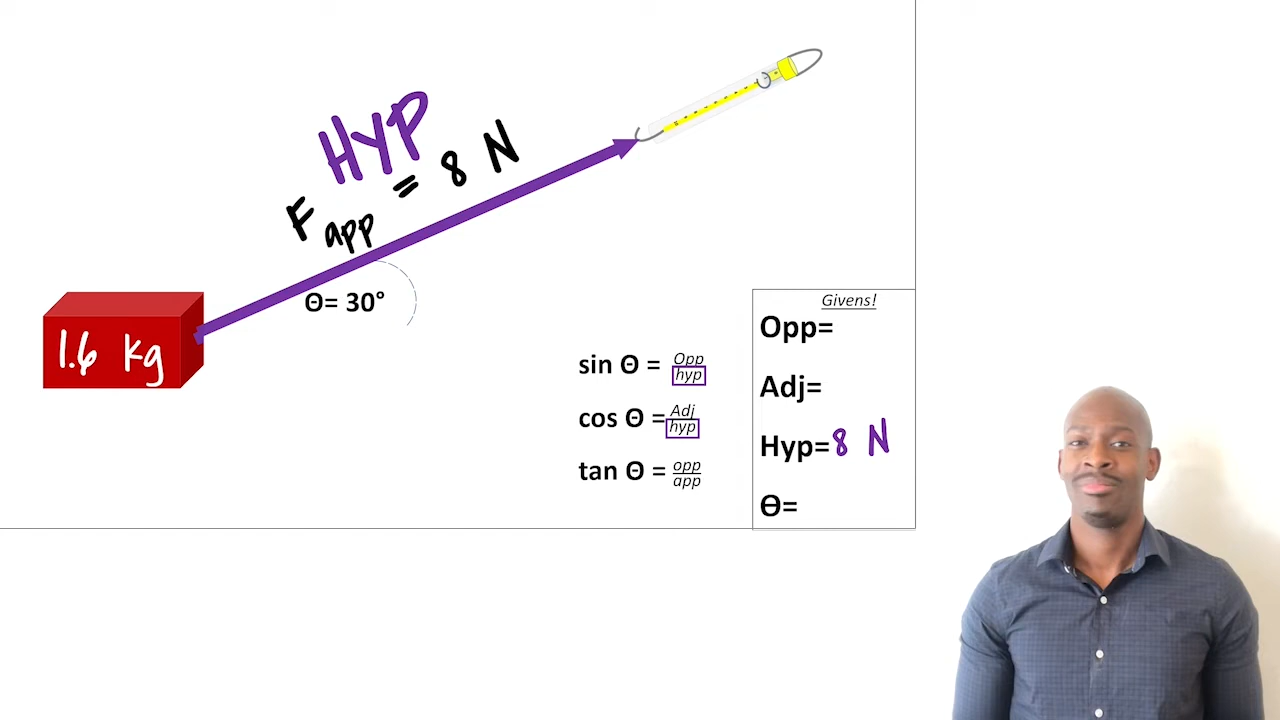 HYP
F app = 8 N
Θ= 30°
1.6 kg
sin Θ = Opp/hyp
cos Θ = Adj/hyp
tan Θ = opp/app
Givens!
Opp=
Adj=
Hyp= 8 N
Θ=